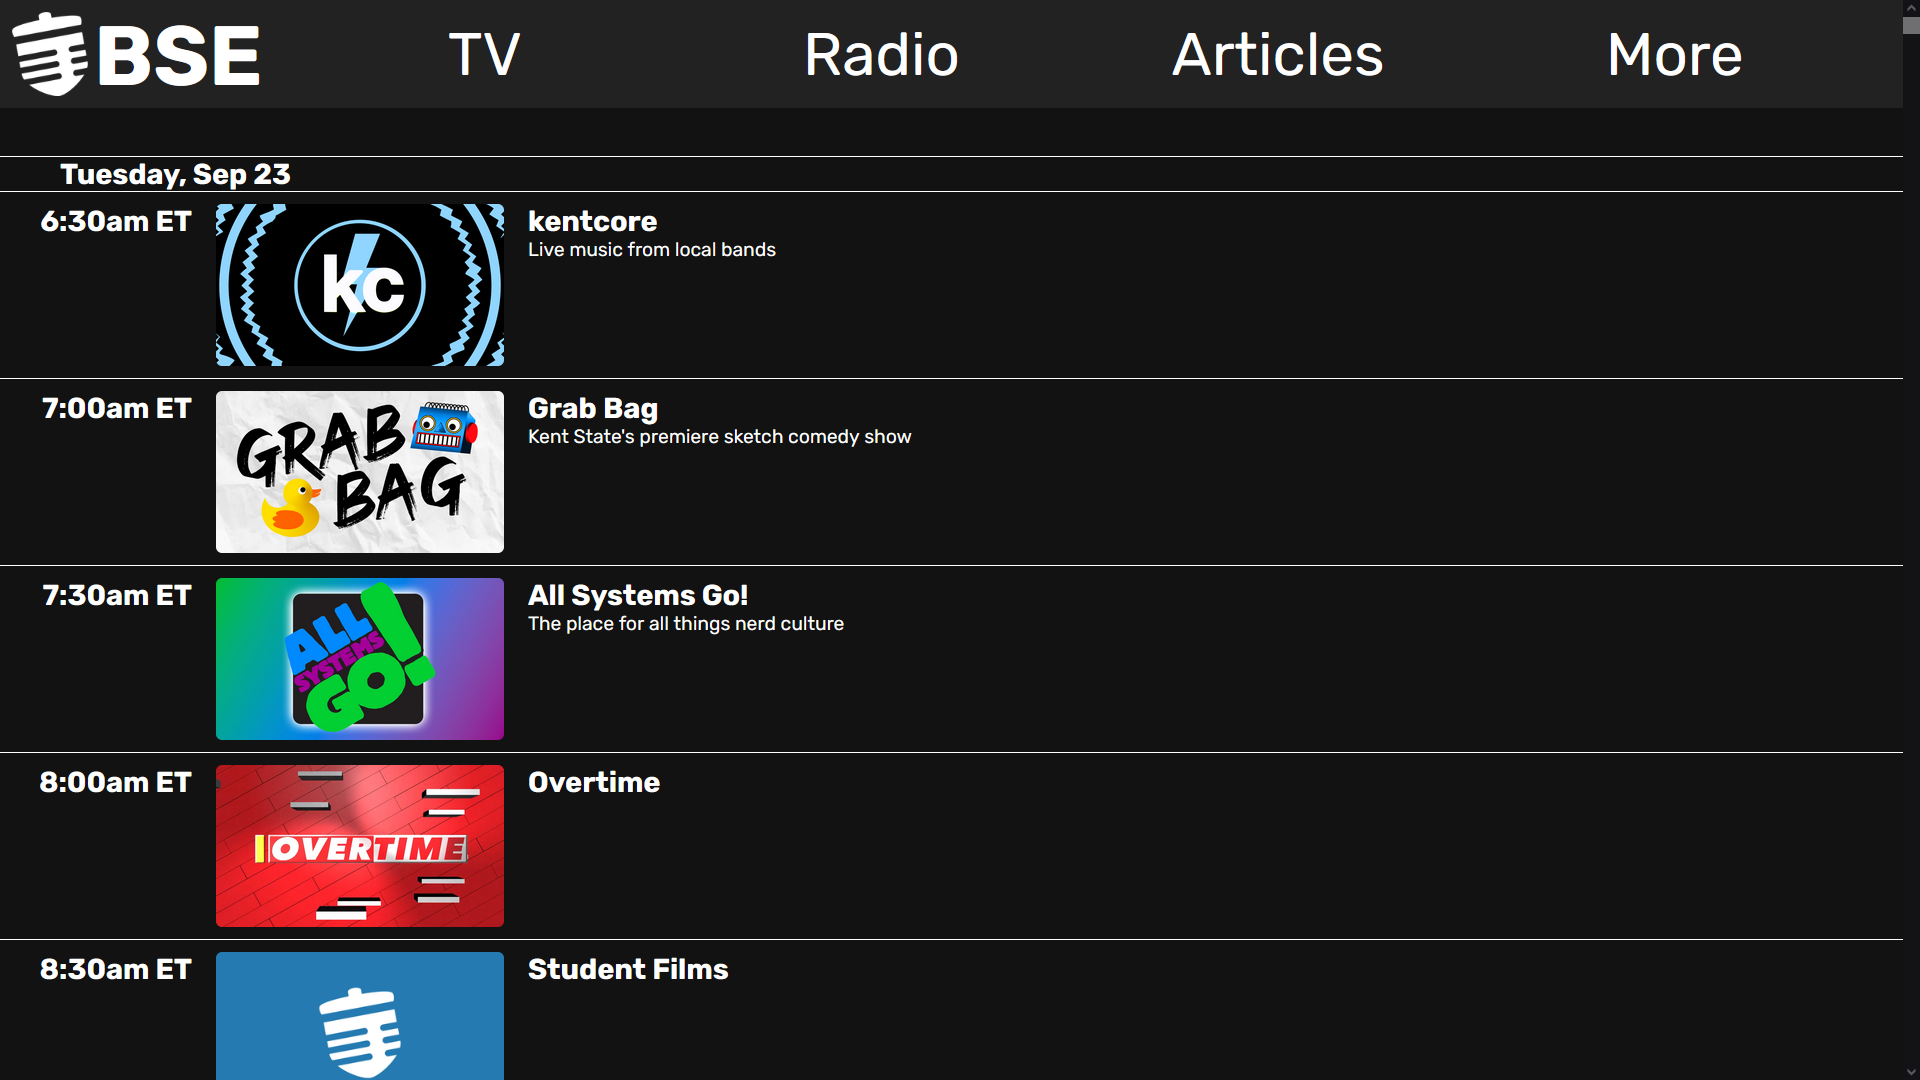 BSE
TV
Radio
Articles
More
Tuesday, Sep 23
6:30am ET
kc
kentcore
Live music from local bands
7:00am ET
GRAB
BAG
Grab Bag
Kent State's premiere sketch comedy show
7:30am ET
ALL
SYSTEMS
GO!
All Systems Go!
The place for all things nerd culture
8:00am ET
OVERTIME
Overtime
8:30am ET
Student Films